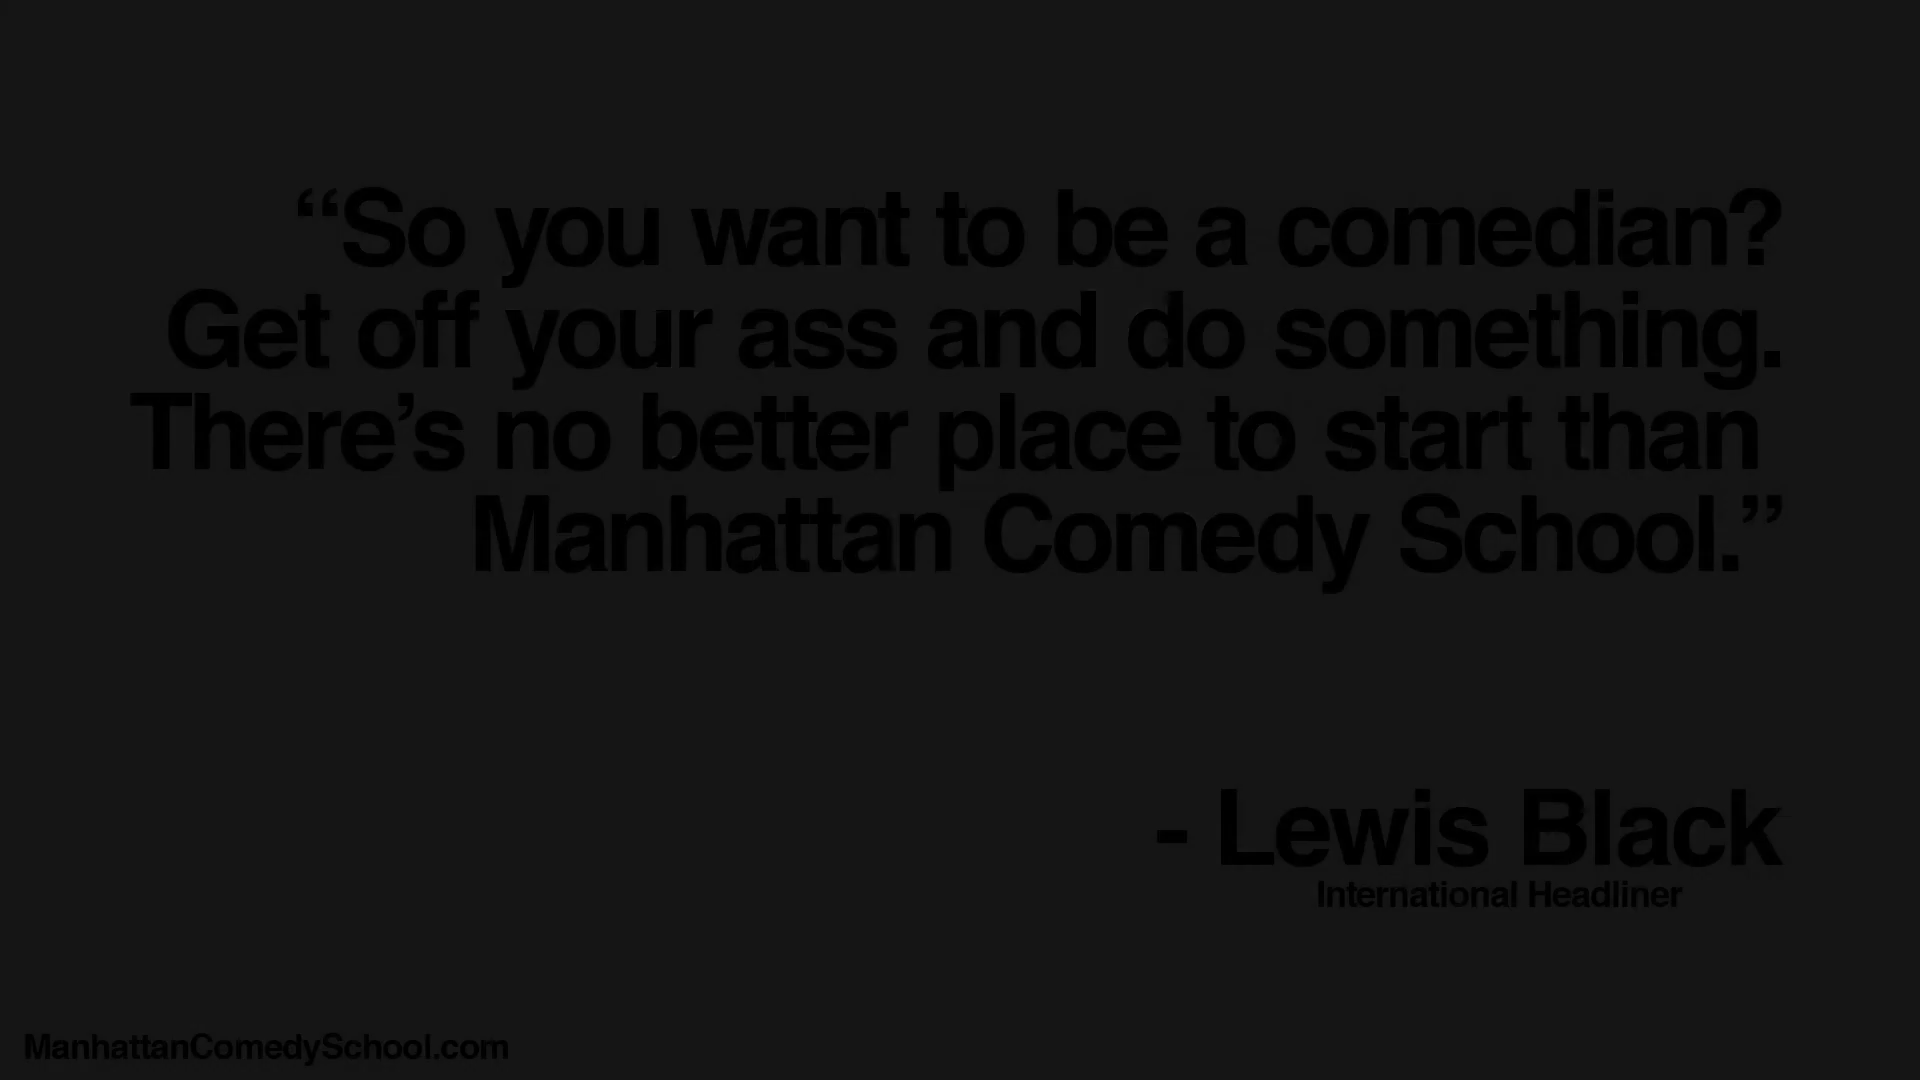 “So you want to be a comedian?
Get off your ass and do something.
There’s no better place to start than
Manhattan Comedy School.”
- Lewis Black
International Headliner
ManhattanComedySchool.com